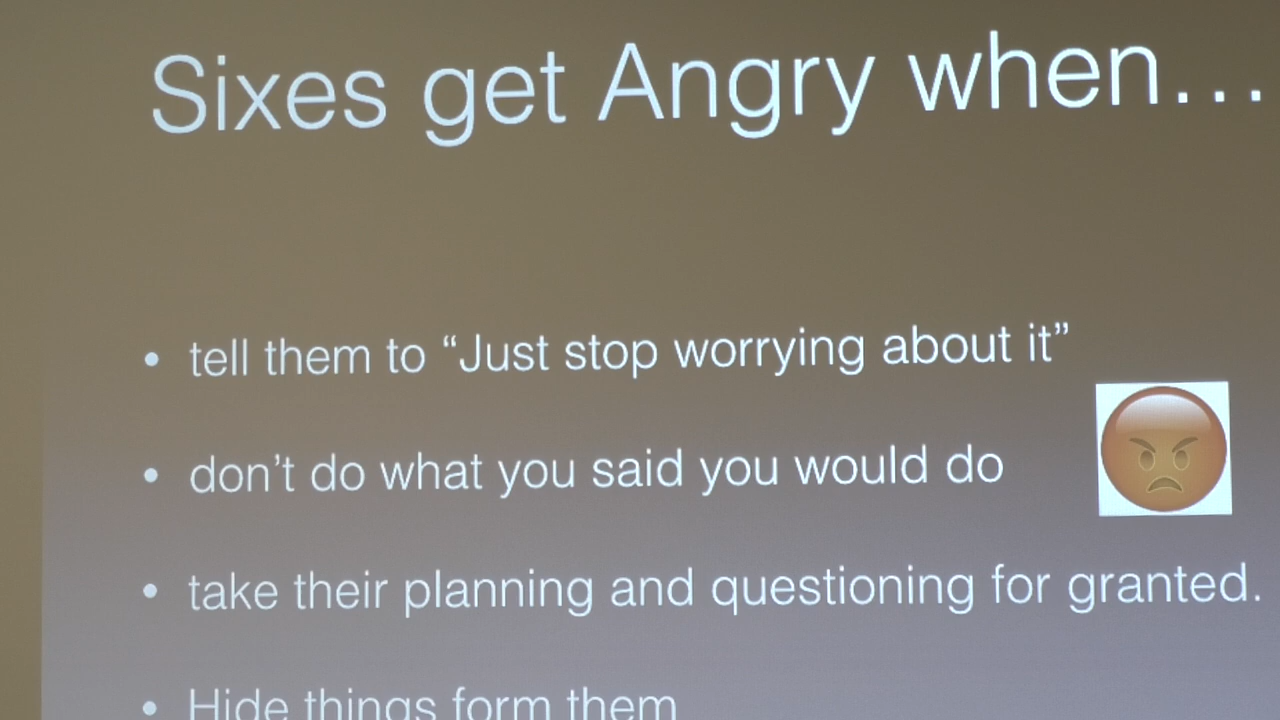 Sixes get Angry when...
• tell them to “Just stop worrying about it”
• don’t do what you said you would do
• take their planning and questioning for granted.
• Hide things form them